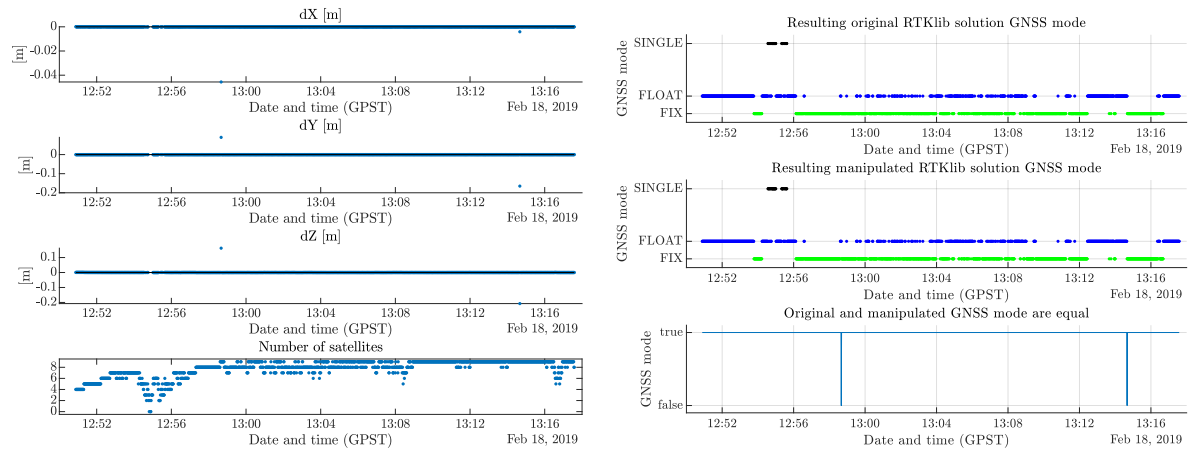 dX [m]
0
-0.02
-0.04
[m]
12:52 12:56 13:00 13:04 13:08 13:12 13:16
Date and time (GPST)
Feb 18, 2019
dY [m]
0
-0.1
-0.2
[m]
12:52 12:56 13:00 13:04 13:08 13:12 13:16
Date and time (GPST)
Feb 18, 2019
dZ [m]
0.1
0
-0.1
-0.2
[m]
12:52 12:56 13:00 13:04 13:08 13:12 13:16
Date and time (GPST)
Feb 18, 2019
Number of satellites
8
6
4
2
0
12:52 12:56 13:00 13:04 13:08 13:12 13:16
Date and time (GPST)
Feb 18, 2019
Resulting original RTKlib solution GNSS mode
SINGLE
FLOAT
FIX
GNSS mode
12:52 12:56 13:00 13:04 13:08 13:12 13:16
Date and time (GPST)
Feb 18, 2019
Resulting manipulated RTKlib solution GNSS mode
SINGLE
FLOAT
FIX
GNSS mode
12:52 12:56 13:00 13:04 13:08 13:12 13:16
Date and time (GPST)
Feb 18, 2019
Original and manipulated GNSS mode are equal
true
false
GNSS mode
12:52 12:56 13:00 13:04 13:08 13:12 13:16
Date and time (GPST)
Feb 18, 2019